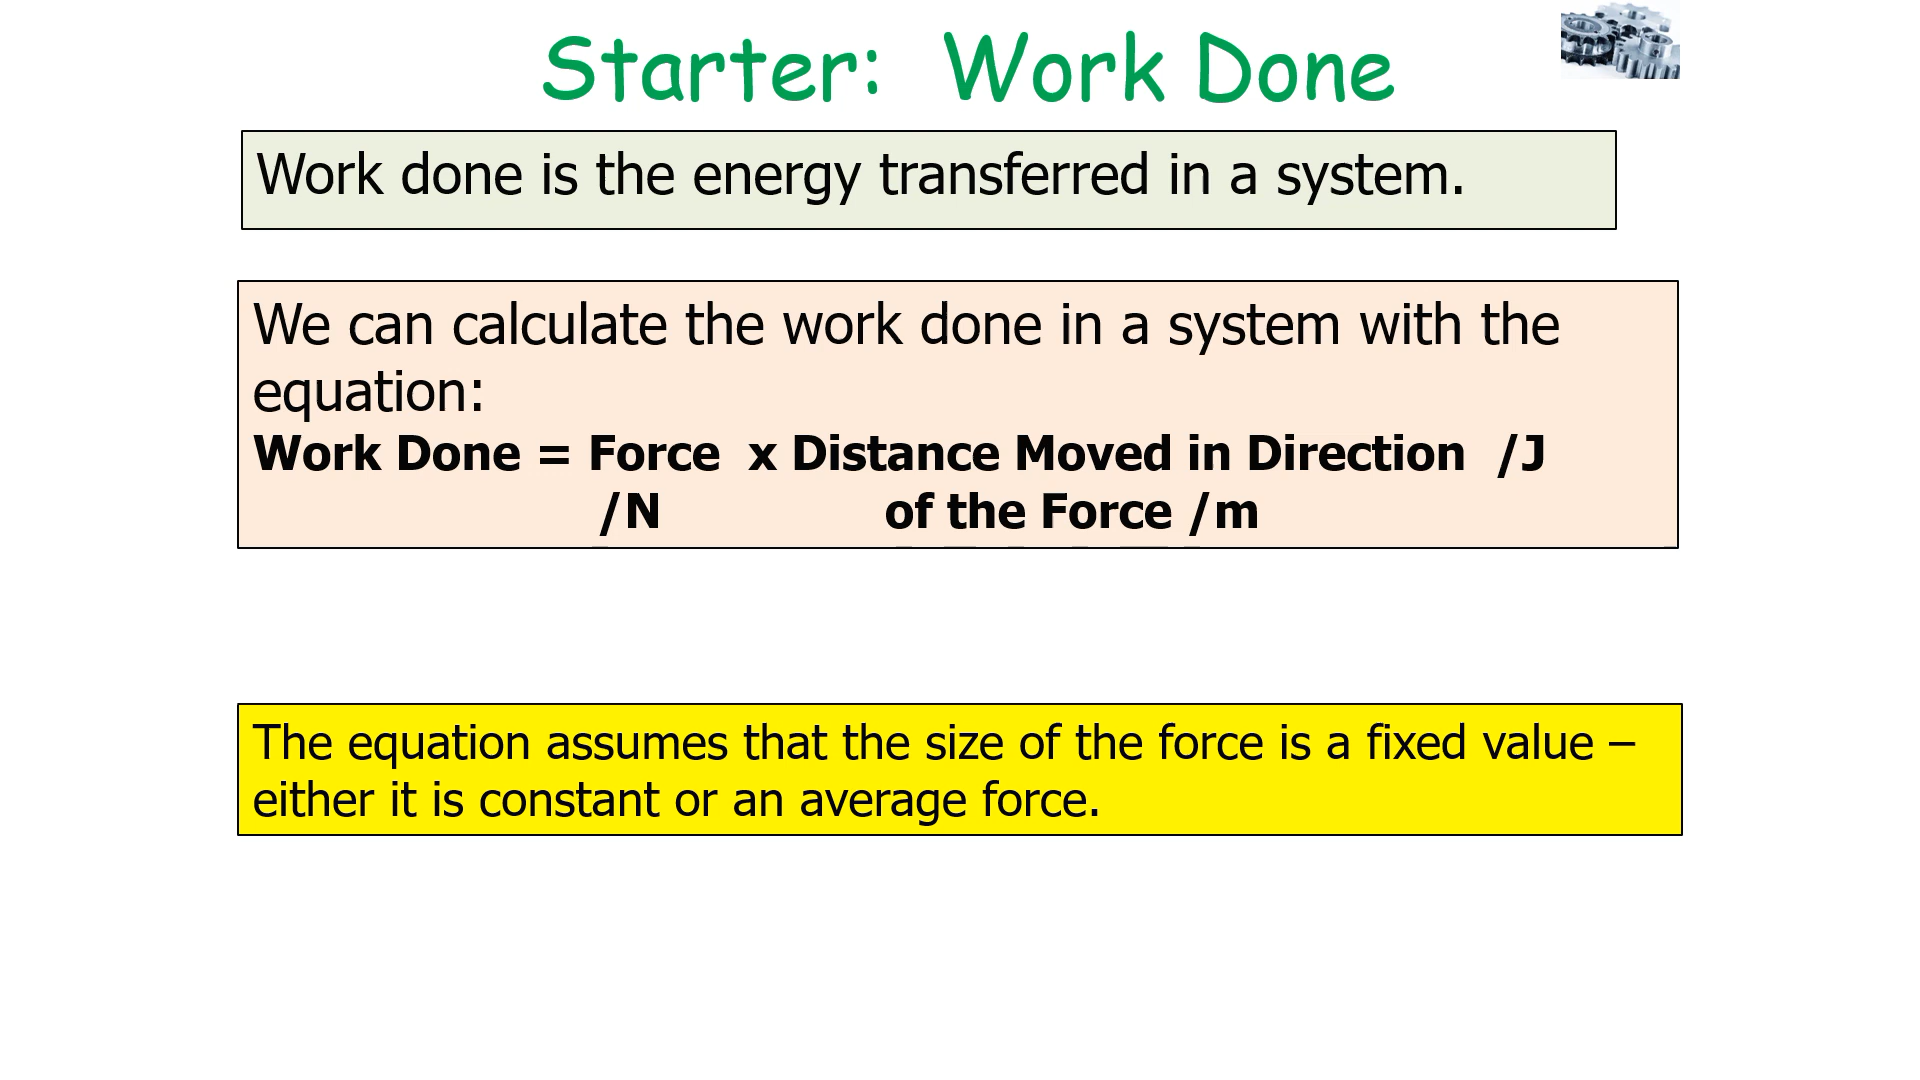 Starter:  Work Done
Work done is the energy transferred in a system.
We can calculate the work done in a system with the
equation:
Work Done = Force  x Distance Moved in Direction  /J
/N  of the Force /m
The equation assumes that the size of the force is a fixed value –
either it is constant or an average force.